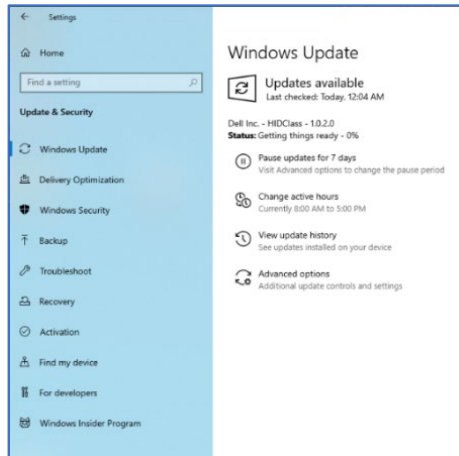 Settings
Home
Find a setting
Update & Security
Windows Update
Delivery Optimization
Windows Security
Backup
Troubleshoot
Recovery
Activation
Find my device
For developers
Windows Insider Program
Windows Update
Updates available
Last checked: Today, 12:04 AM
Dell Inc. - HIDClass - 1.0.2.0
Status: Getting things ready - 0%
Pause updates for 7 days
Visit Advanced options to change the pause period
Change active hours
Currently 8:00 AM to 5:00 PM
View update history
See updates installed on your device
Advanced options
Additional update controls and settings